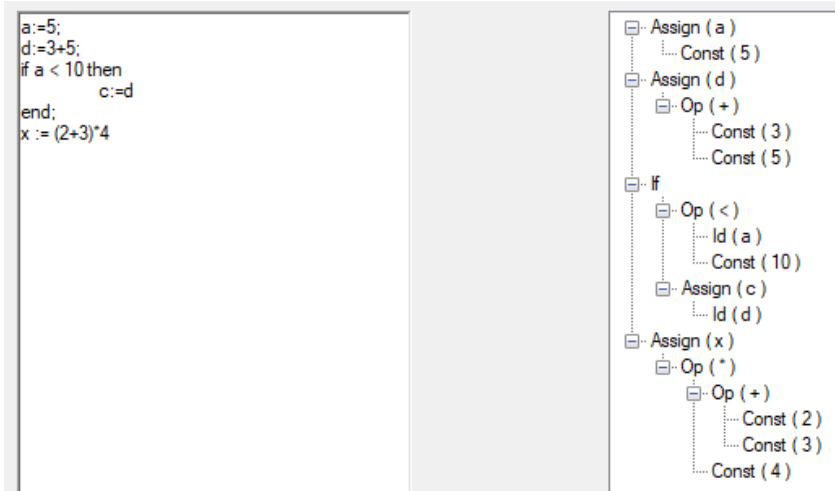 a:=5;
d:=3+5;
if a < 10 then
c:=d
end;
x := (2+3)*4
Assign ( a )
Const ( 5 )
Assign ( d )
Op ( + )
Const ( 3 )
Const ( 5 )
If
Op ( < )
Id ( a )
Const ( 10 )
Assign ( c )
Id ( d )
Assign ( x )
Op ( * )
Op ( + )
Const ( 2 )
Const ( 3 )
Const ( 4 )